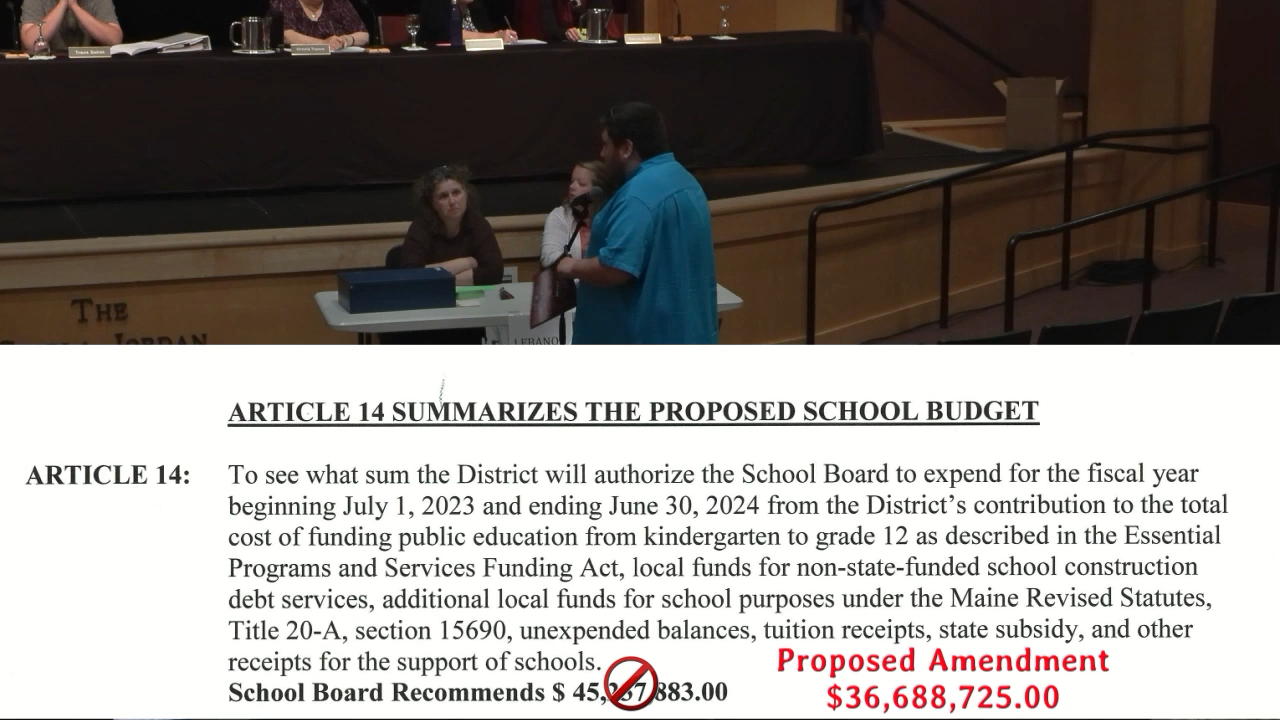 THE
JORDAN
LEBANO
ARTICLE 14 SUMMARIZES THE PROPOSED SCHOOL BUDGET
ARTICLE 14: To see what sum the District will authorize the School Board to expend for the fiscal year
beginning July 1, 2023 and ending June 30, 2024 from the District's contribution to the total
cost of funding public education from kindergarten to grade 12 as described in the Essential
Programs and Services Funding Act, local funds for non-state-funded school construction
debt services, additional local funds for school purposes under the Maine Revised Statutes,
Title 20-A, section 15690, unexpended balances, tuition receipts, state subsidy, and other
receipts for the support of schools.
School Board Recommends $ 45,237,883.00
Proposed Amendment
$36,688,725.00